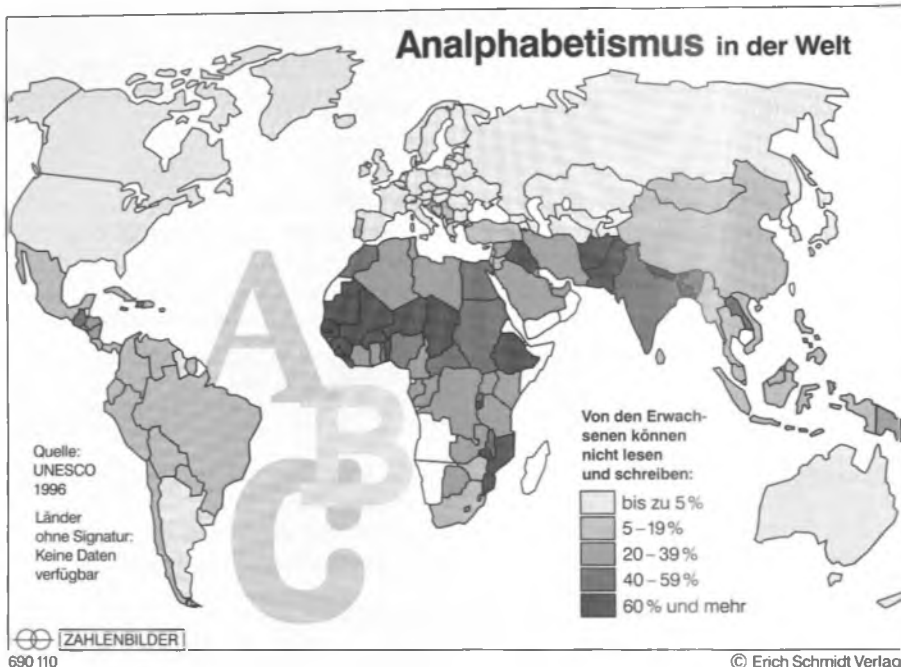 Analphabetismus in der Welt
A
B
C
Quelle:
UNESCO
1996
Länder
ohne Signatur:
Keine Daten
verfügbar
Von den Erwach-
senen können
nicht lesen
und schreiben:
bis zu 5%
5–19%
20–39%
40–59%
60% und mehr
ZAHLENBILDER
690 110
© Erich Schmidt Verlag